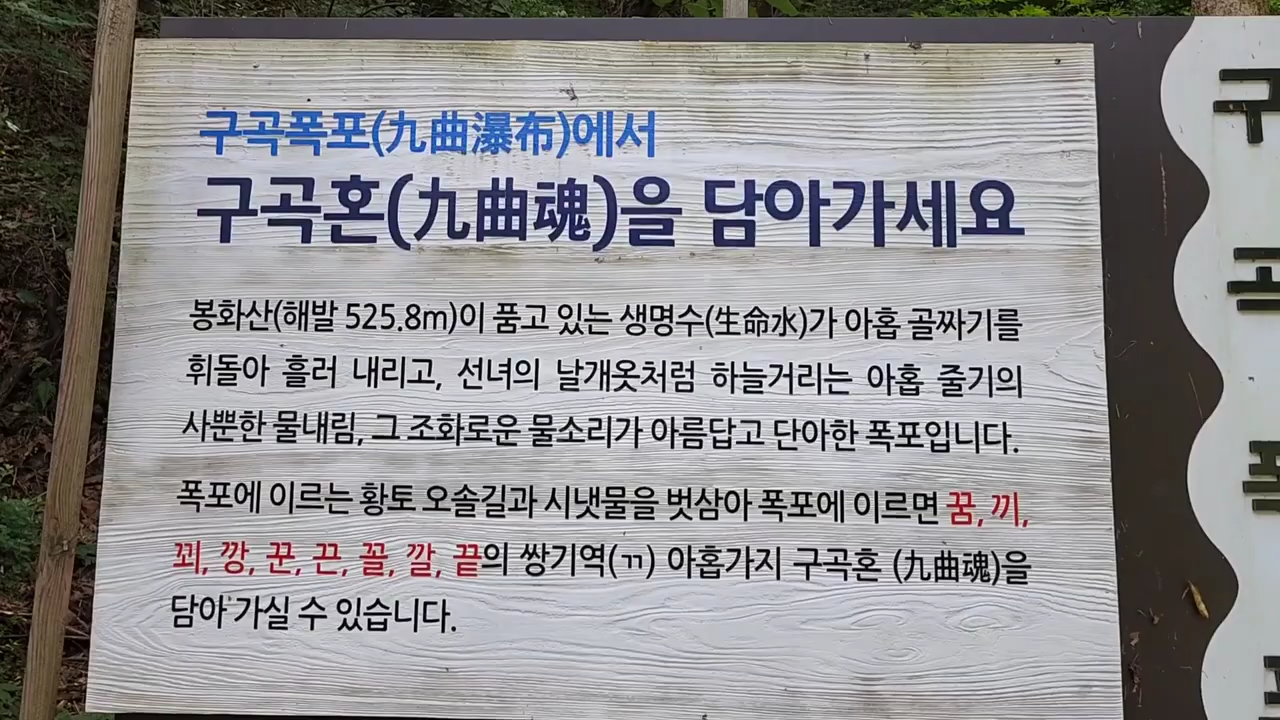 구곡폭포(九曲瀑布)에서
구곡혼(九曲魂)을 담아가세요
봉화산(해발 525.8m)이 품고 있는 생명수(生命水)가 아홉 골짜기를
휘돌아 흘러 내리고, 선녀의 날개옷처럼 하늘거리는 아홉 줄기의
사뿐한 물내림, 그 조화로운 물소리가 아름답고 단아한 폭포입니다.
폭포에 이르는 황토 오솔길과 시냇물을 벗삼아 폭포에 이르면 꿈, 끼,
꾀, 깡, 꾼, 끈, 꼴, 깔, 끝의 쌍기역(ㄲ) 아홉가지 구곡혼 (九曲魂)을
담아 가실 수 있습니다.
구